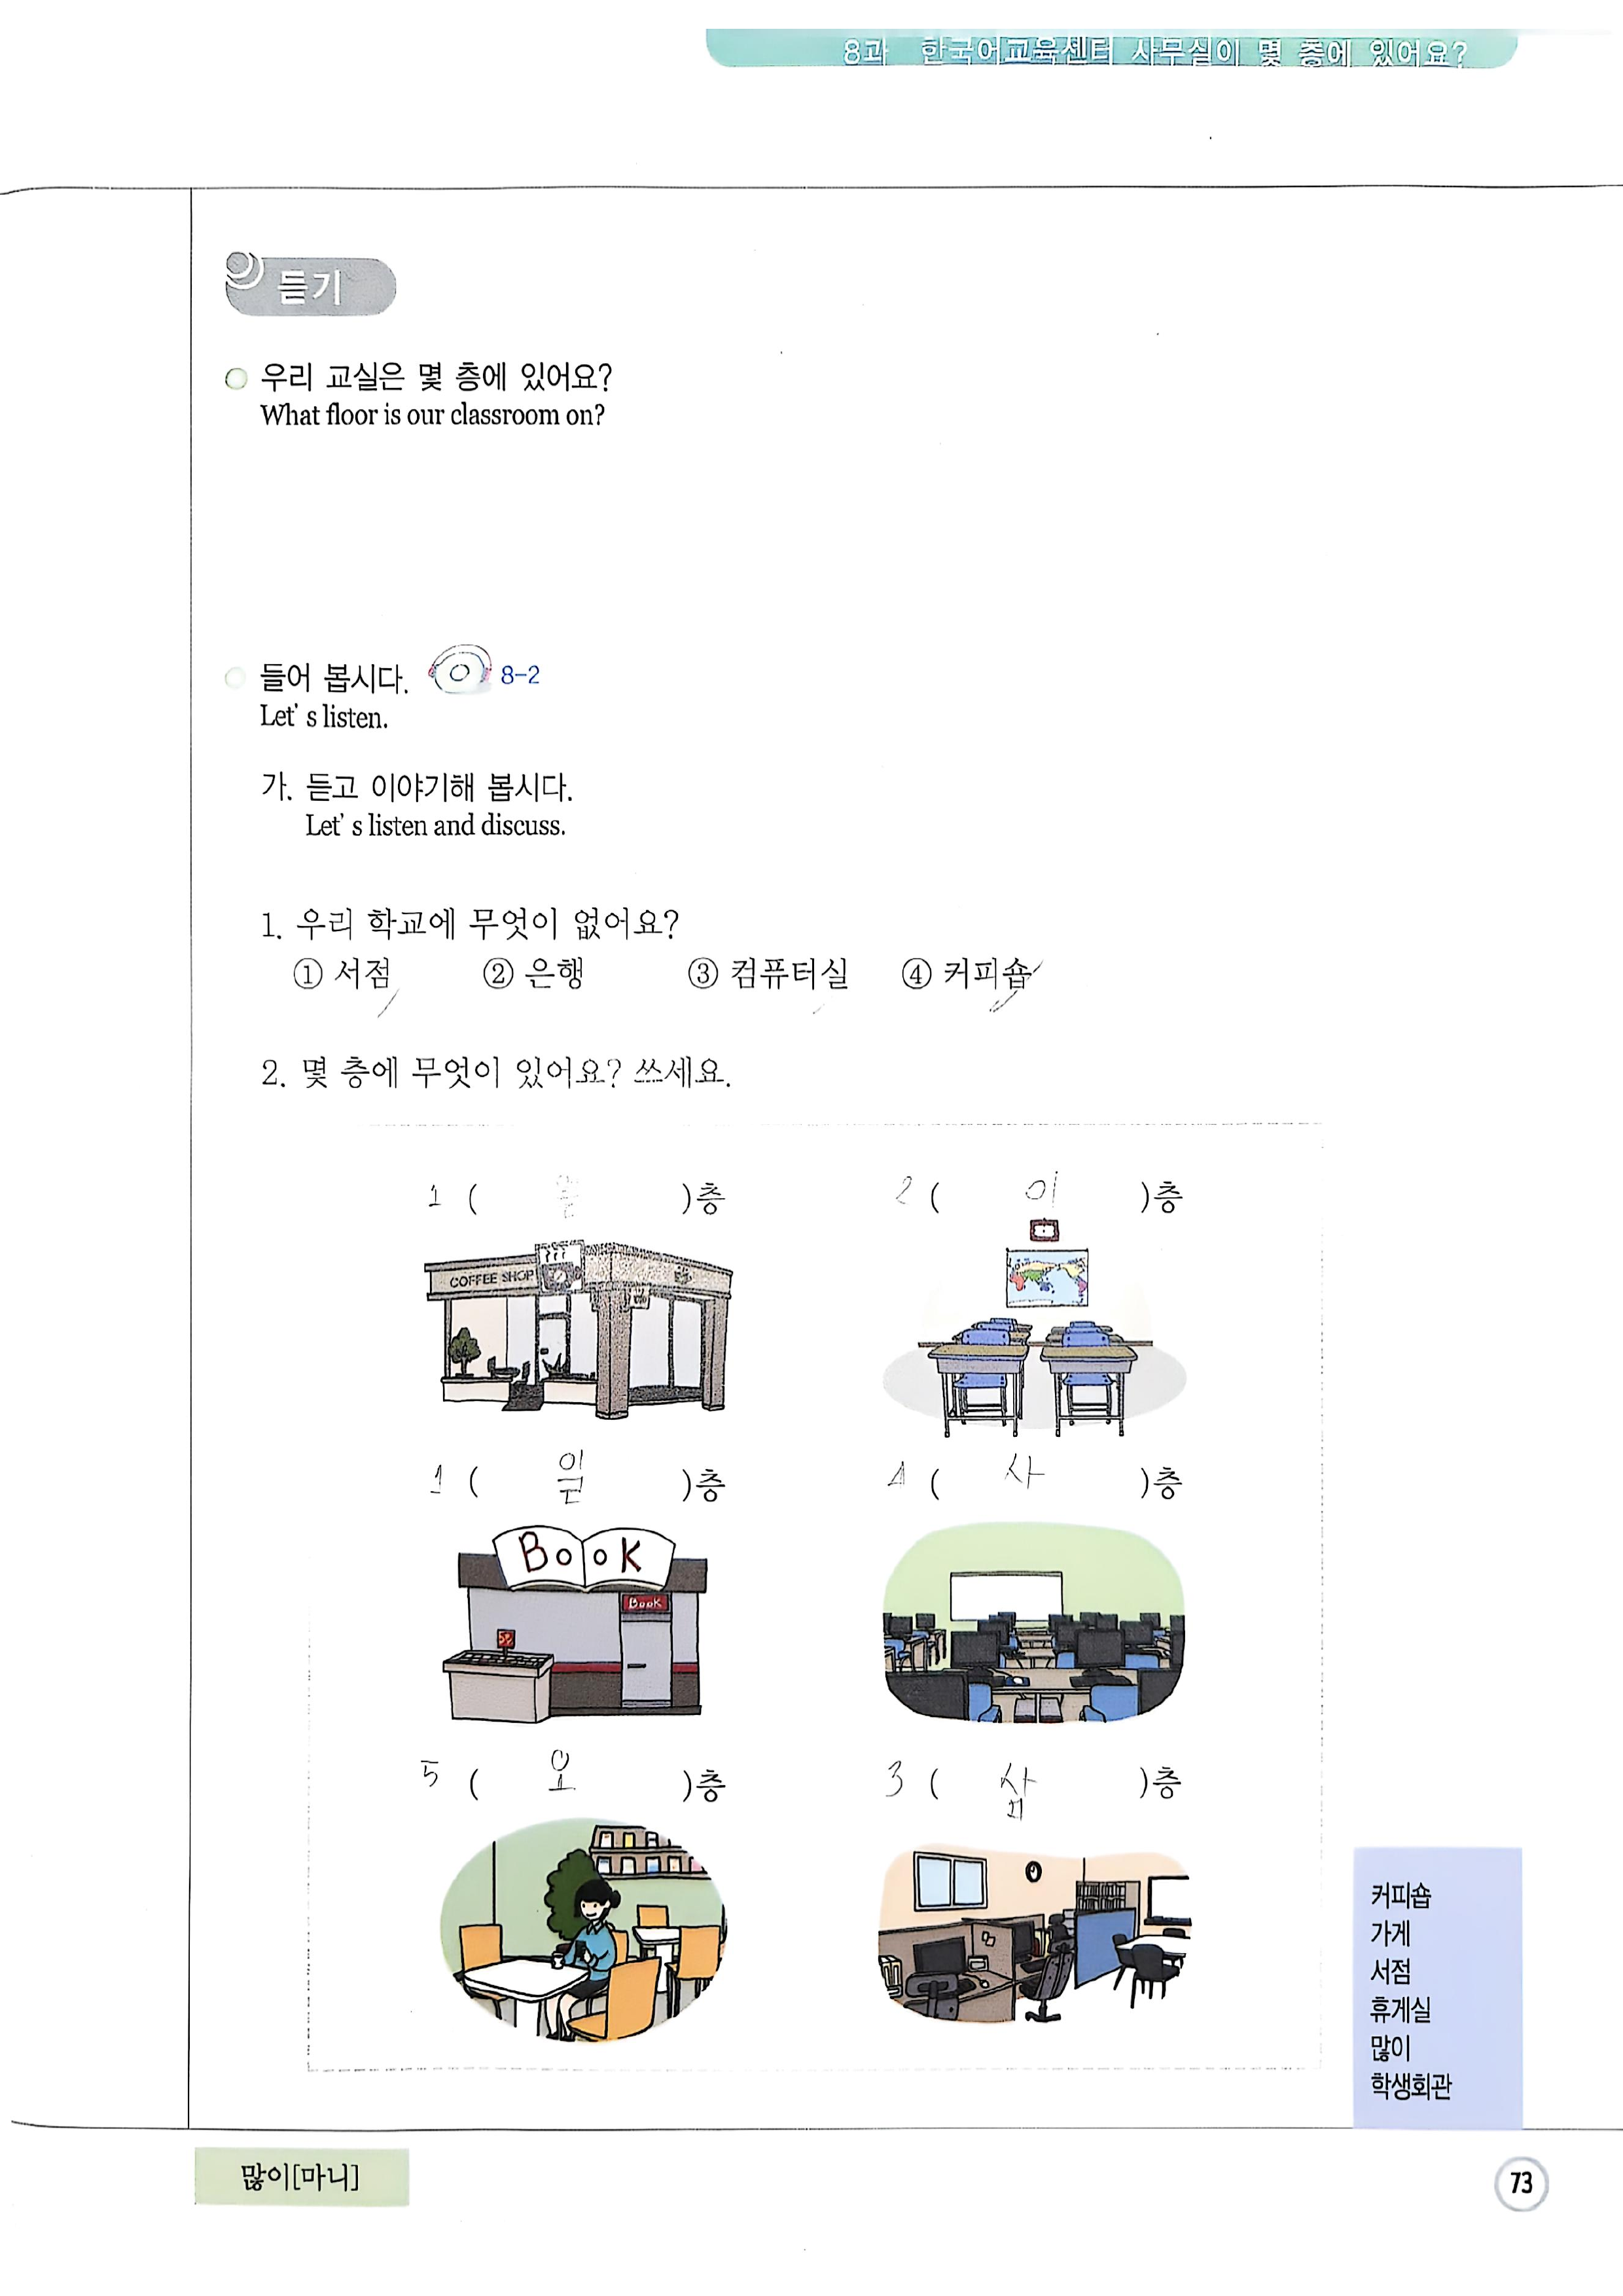 8과 한국어교육센터 사무실이 몇 층에 있어요?
듣기
우리 교실은 몇 층에 있어요?
What floor is our classroom on?
들어 봅시다. 8-2
Let's listen.
가. 듣고 이야기해 봅시다.
Let's listen and discuss.
1. 우리 학교에 무엇이 없어요?
① 서점 ② 은행 ③ 컴퓨터실 ④ 커피숍
2. 몇 층에 무엇이 있어요? 쓰세요.
1 ( 일 )층 2 ( 이 )층
COFFEE SHOP
1 ( 일 )층 4 ( 사 )층
BooK
BooK
5 ( 오 )층 3 ( 삼 )층
커피숍
가게
서점
휴게실
많이
학생회관
많이[마니]
73